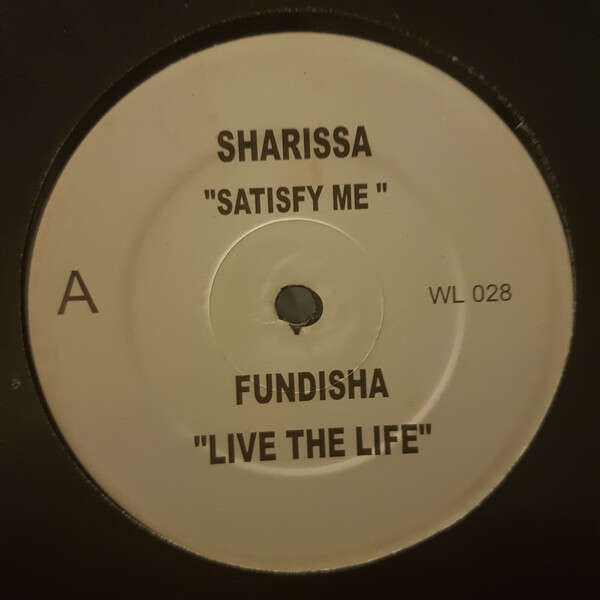 SHARISSA
"SATISFY ME "
A
WL 028
FUNDISHA
"LIVE THE LIFE"